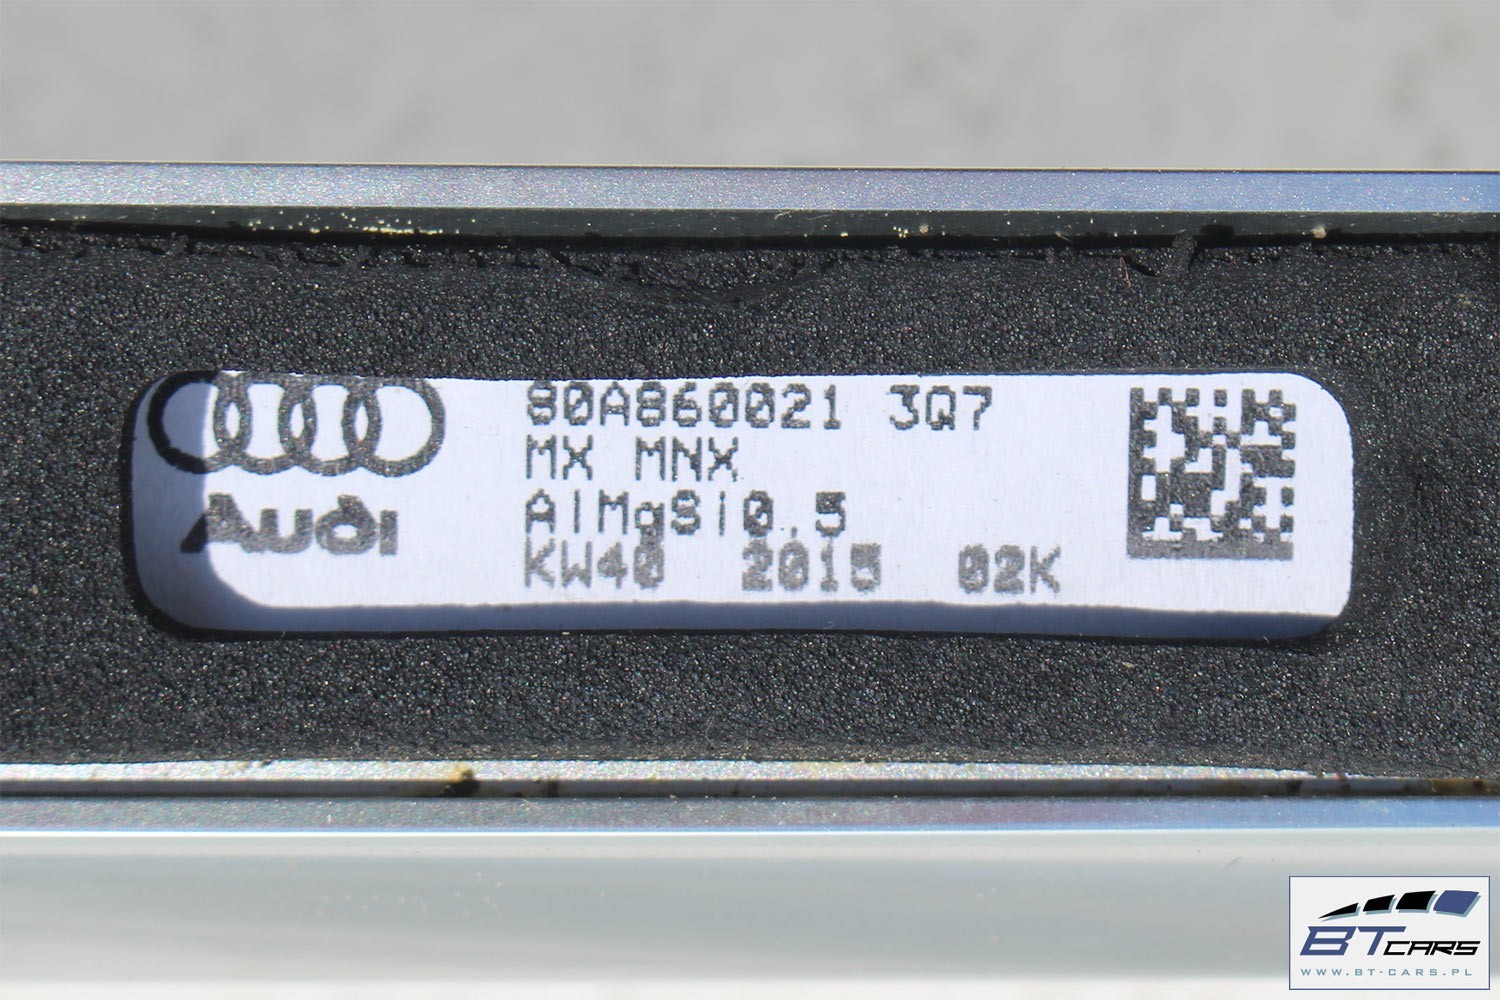 Audi
80A860021 3Q7
MX MNX
AlMgSi0.5
KW40 2015 02K
BT CARS
WWW.BT-CARS.PL